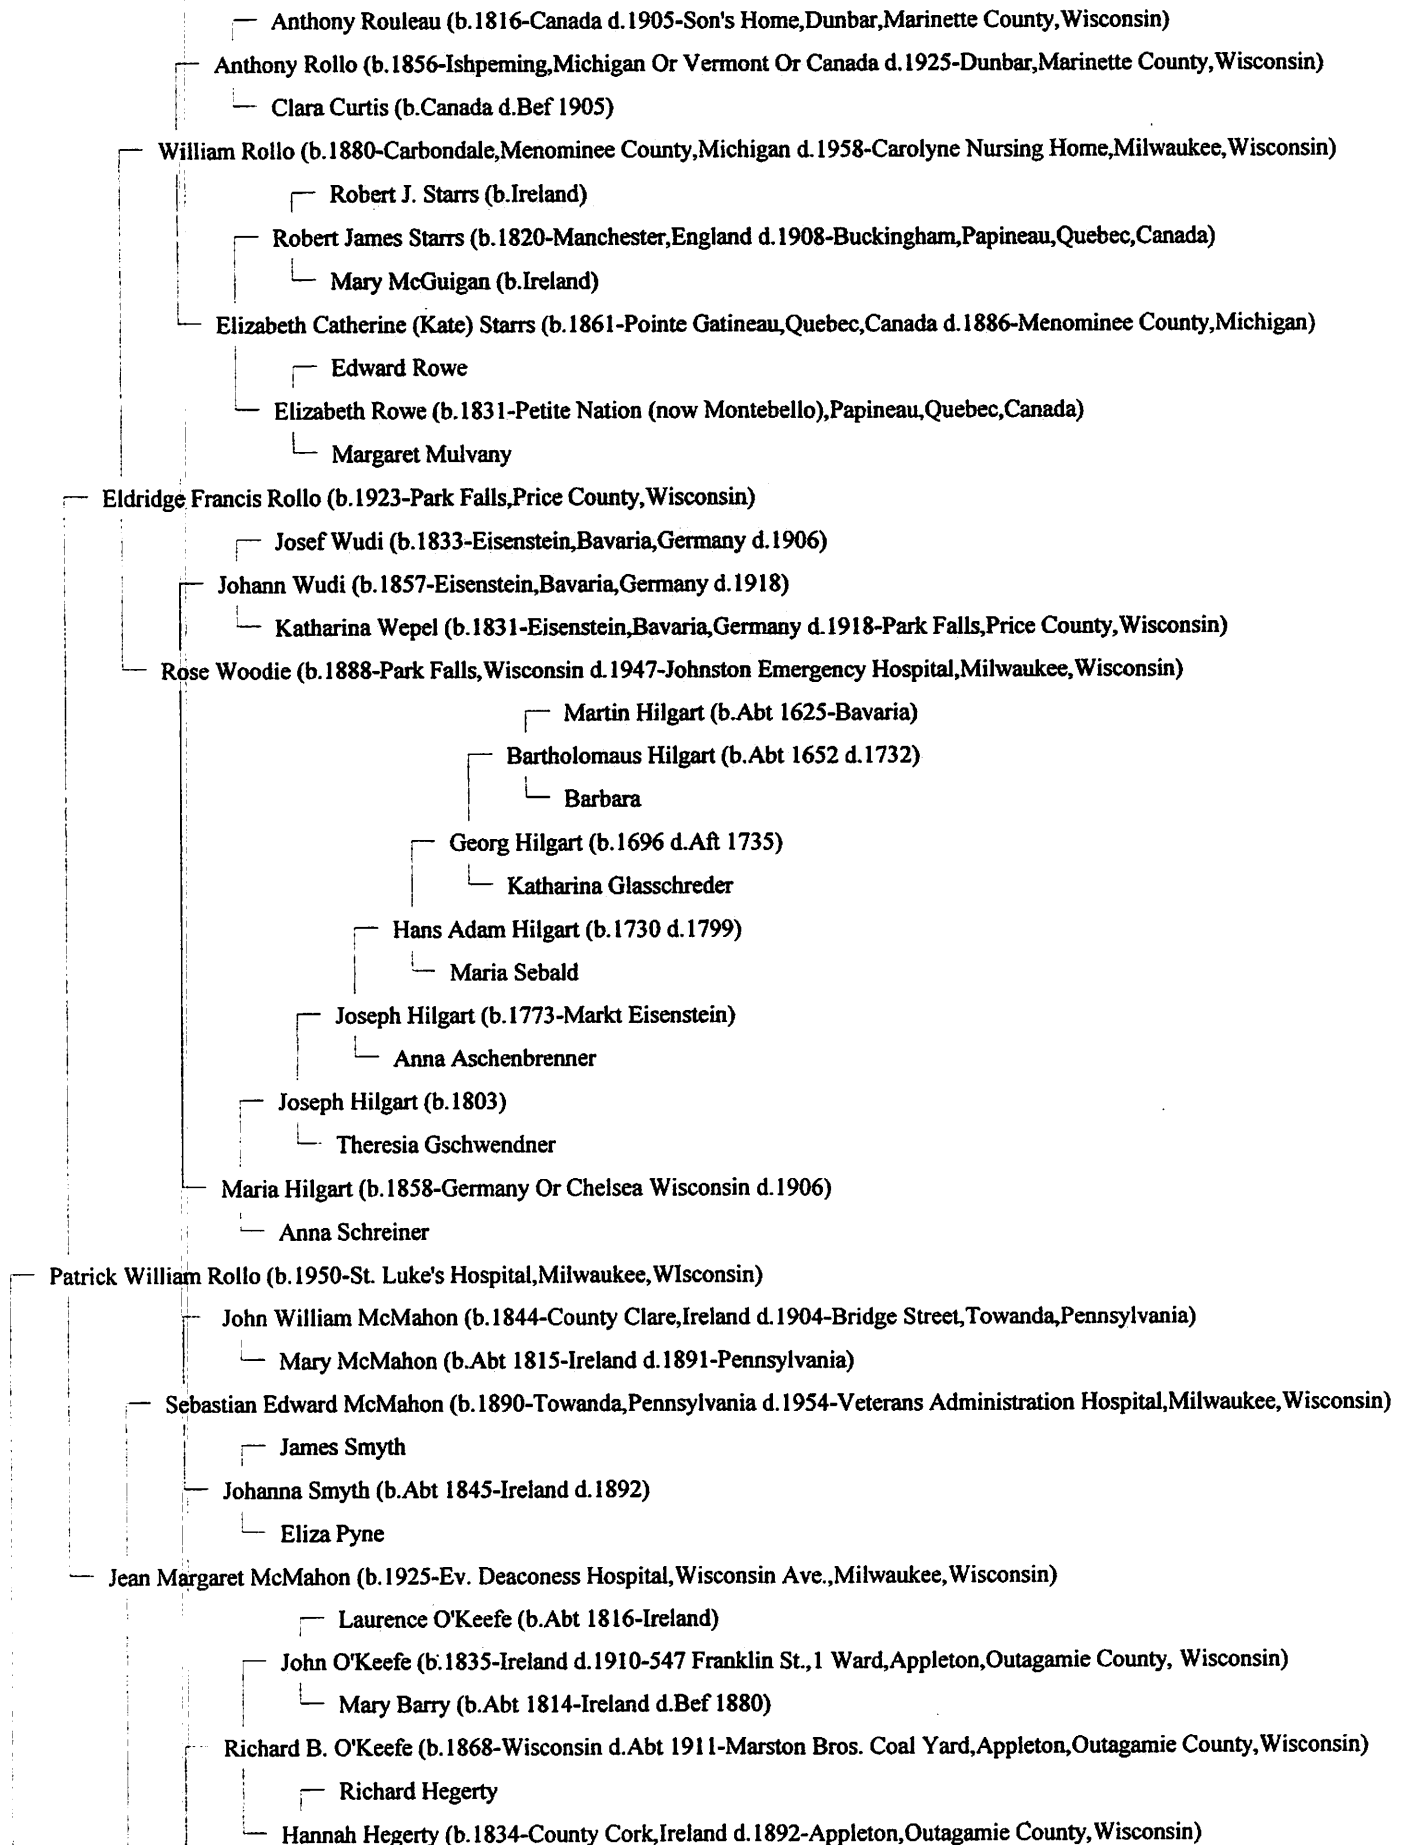 Anthony Rouleau (b.1816-Canada d.1905-Son's Home,Dunbar,Marinette County,Wisconsin)
Anthony Rollo (b.1856-Ishpeming,Michigan Or Vermont Or Canada d.1925-Dunbar,Marinette County,Wisconsin)
Clara Curtis (b.Canada d.Bef 1905)
William Rollo (b.1880-Carbondale,Menominee County,Michigan d.1958-Carolyne Nursing Home,Milwaukee,Wisconsin)
Robert J. Starrs (b.Ireland)
Robert James Starrs (b.1820-Manchester,England d.1908-Buckingham,Papineau,Quebec,Canada)
Mary McGuigan (b.Ireland)
Elizabeth Catherine (Kate) Starrs (b.1861-Pointe Gatineau,Quebec,Canada d.1886-Menominee County,Michigan)
Edward Rowe
Elizabeth Rowe (b.1831-Petite Nation (now Montebello),Papineau,Quebec,Canada)
Margaret Mulvany
Eldridge Francis Rollo (b.1923-Park Falls,Price County,Wisconsin)
Josef Wudi (b.1833-Eisenstein,Bavaria,Germany d.1906)
Johann Wudi (b.1857-Eisenstein,Bavaria,Germany d.1918)
Katharina Wepel (b.1831-Eisenstein,Bavaria,Germany d.1918-Park Falls,Price County,Wisconsin)
Rose Woodie (b.1888-Park Falls,Wisconsin d.1947-Johnston Emergency Hospital,Milwaukee,Wisconsin)
Martin Hilgart (b.Abt 1625-Bavaria)
Bartholomaus Hilgart (b.Abt 1652 d.1732)
Barbara
Georg Hilgart (b.1696 d.Aft 1735)
Katharina Glasschreder
Hans Adam Hilgart (b.1730 d.1799)
Maria Sebald
Joseph Hilgart (b.1773-Markt Eisenstein)
Anna Aschenbrenner
Joseph Hilgart (b.1803)
Theresia Gschwendner
Maria Hilgart (b.1858-Germany Or Chelsea Wisconsin d.1906)
Anna Schreiner
Patrick William Rollo (b.1950-St. Luke's Hospital,Milwaukee,WIsconsin)
John William McMahon (b.1844-County Clare,Ireland d.1904-Bridge Street,Towanda,Pennsylvania)
Mary McMahon (b.Abt 1815-Ireland d.1891-Pennsylvania)
Sebastian Edward McMahon (b.1890-Towanda,Pennsylvania d.1954-Veterans Administration Hospital,Milwaukee,Wisconsin)
James Smyth
Johanna Smyth (b.Abt 1845-Ireland d.1892)
Eliza Pyne
Jean Margaret McMahon (b.1925-Ev. Deaconess Hospital,Wisconsin Ave.,Milwaukee,Wisconsin)
Laurence O'Keefe (b.Abt 1816-Ireland)
John O'Keefe (b.1835-Ireland d.1910-547 Franklin St.,1 Ward,Appleton,Outagamie County, Wisconsin)
Mary Barry (b.Abt 1814-Ireland d.Bef 1880)
Richard B. O'Keefe (b.1868-Wisconsin d.Abt 1911-Marston Bros. Coal Yard,Appleton,Outagamie County,Wisconsin)
Richard Hegerty
Hannah Hegerty (b.1834-County Cork,Ireland d.1892-Appleton,Outagamie County,Wisconsin)